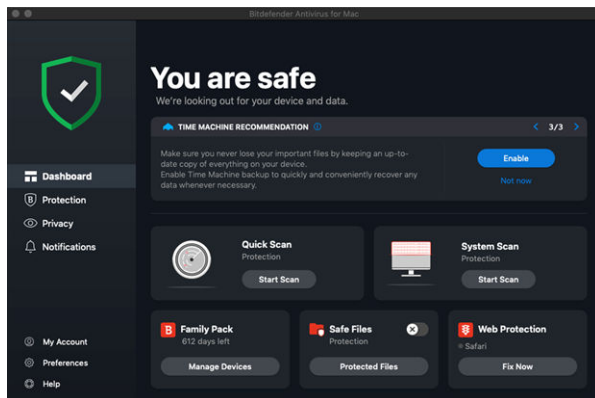 Bitdefender Antivirus for Mac
You are safe
We're looking out for your device and data.
TIME MACHINE RECOMMENDATION
3/3
Make sure you never lose your important files by keeping an up-to-
date copy of everything on your device.
Enable Time Machine backup to quickly and conveniently recover any
data whenever necessary.
Enable
Not now
Dashboard
B Protection
Privacy
Notifications
Quick Scan
Protection
Start Scan
System Scan
Protection
Start Scan
B Family Pack
612 days left
Manage Devices
Safe Files
Protection
Protected Files
Web Protection
Safari
Fix Now
My Account
Preferences
Help